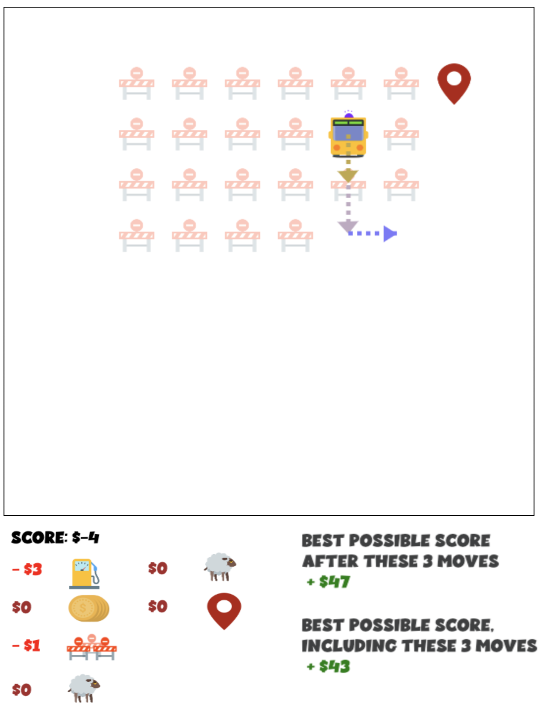 SCORE: $-4
- $3
$0
$0
$0
- $1
$0
BEST POSSIBLE SCORE
AFTER THESE 3 MOVES
+ $47
BEST POSSIBLE SCORE,
INCLUDING THESE 3 MOVES
+ $43